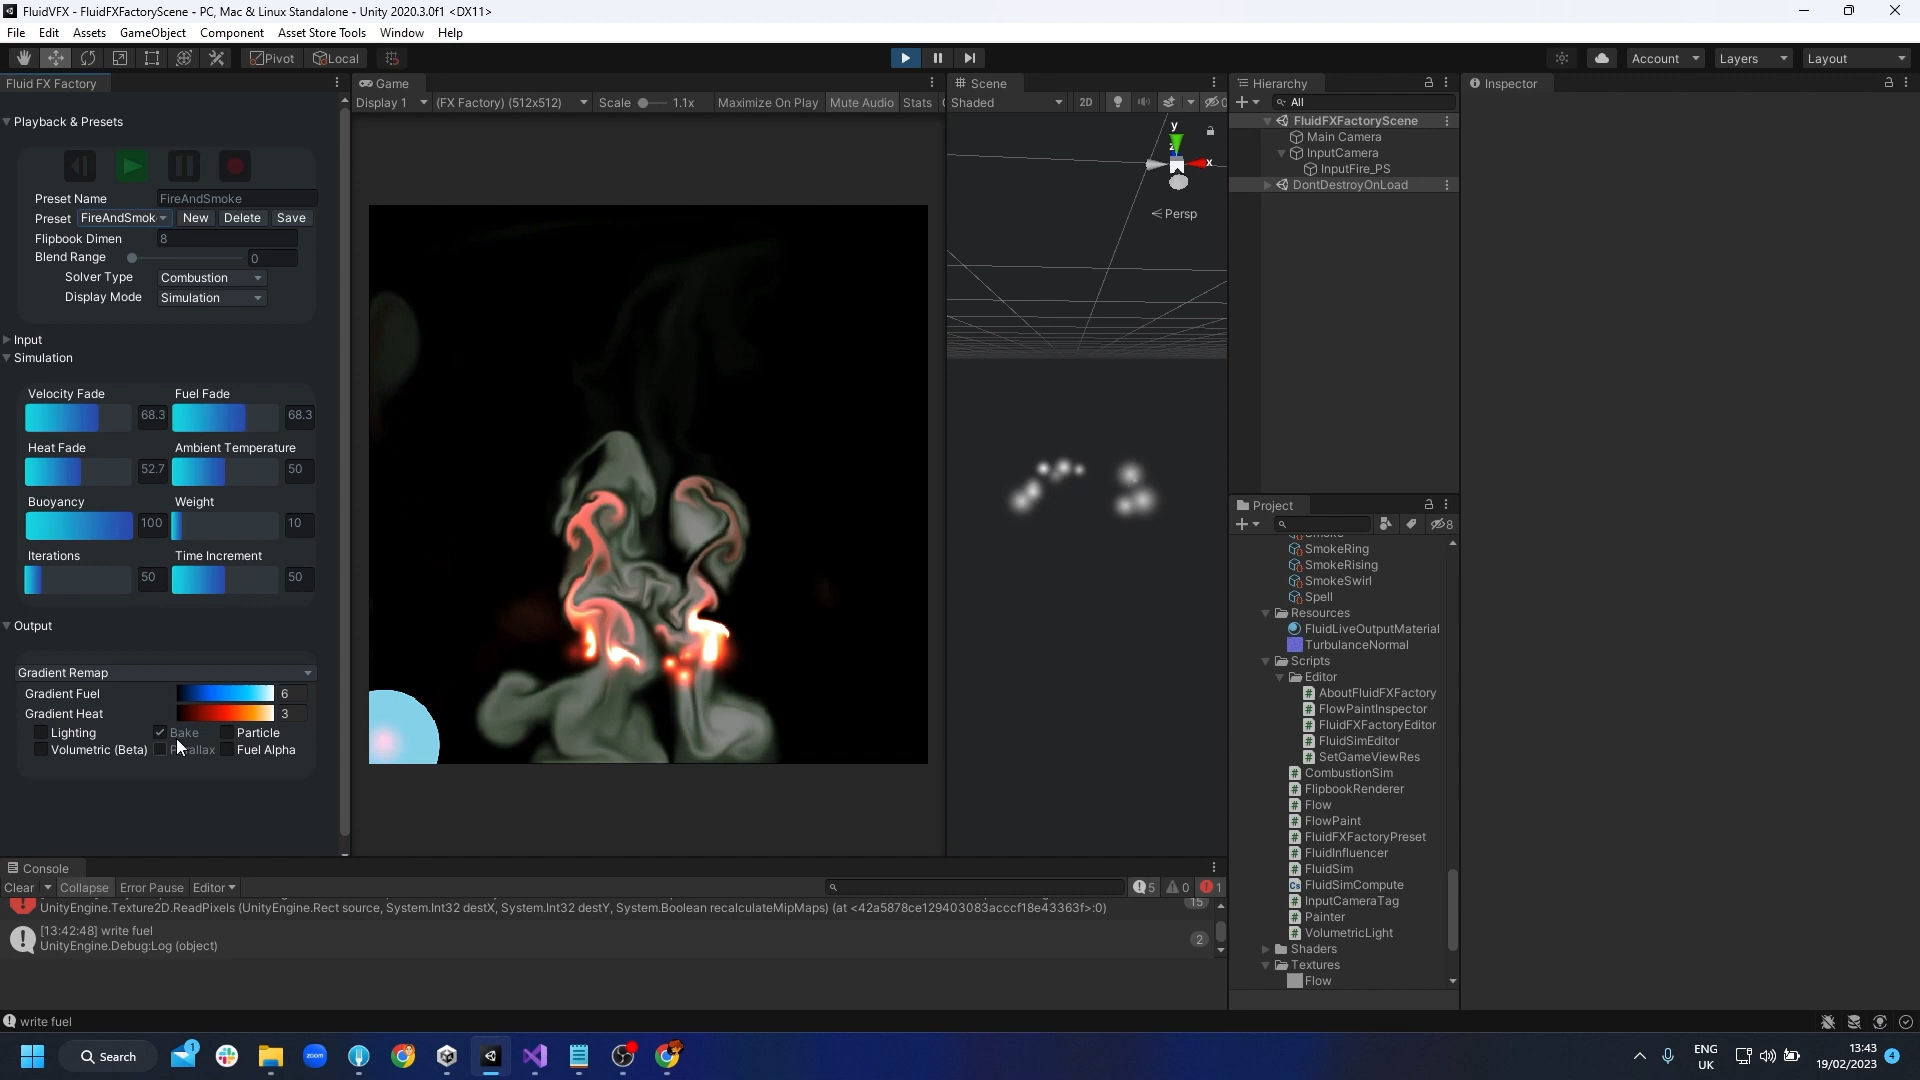 FluidVFX - FluidFXFactoryScene - PC, Mac & Linux Standalone - Unity 2020.3.0f1 <DX11>
File Edit Assets GameObject Component Asset Store Tools Window Help
Pivot Local Account Layers Layout
Fluid FX Factory
Playback & Presets
Preset Name FireAndSmoke
Preset FireAndSmok New Delete Save
Flipbook Dimen 8
Blend Range 0
Solver Type Combustion
Display Mode Simulation
Input
Simulation
Velocity Fade Fuel Fade
68.3 68.3
Heat Fade Ambient Temperature
52.7 50
Buoyancy Weight
100 10
Iterations Time Increment
50 50
Output
Gradient Remap
Gradient Fuel 6
Gradient Heat 3
Lighting Bake Particle
Volumetric (Beta) Fuel Alpha
Game
Display 1 (FX Factory) (512x512) Scale 1.1x Maximize On Play Mute Audio Stats
Scene
Shaded 2D 0
y
z
x
Persp
Hierarchy
All
FluidFXFactoryScene
Main Camera
InputCamera
InputFire_PS
DontDestroyOnLoad
Inspector
Project
8
Smoke
SmokeRing
SmokeRising
SmokeSwirl
Spell
Resources
FluidLiveOutputMaterial
TurbulanceNormal
Scripts
Editor
AboutFluidFXFactory
FlowPaintInspector
FluidFXFactoryEditor
FluidSimEditor
SetGameViewRes
CombustionSim
FlipbookRenderer
Flow
FlowPaint
FluidFXFactoryPreset
FluidInfluencer
FluidSim
FluidSimCompute
InputCameraTag
Painter
VolumetricLight
Shaders
Textures
Flow
Console
Clear Collapse Error Pause Editor 5 0 1
UnityEngine.Texture2D.ReadPixels (UnityEngine.Rect source, System.Int32 destX, System.Int32 destY, System.Boolean recalculateMipMaps) (at <42a5878ce129403083acccf18e43363f>:0) 15
[13:42:48] write fuel
UnityEngine.Debug:Log (object) 2
write fuel
Search 1 zoom
ENG
UK
13:43
19/02/2023 4